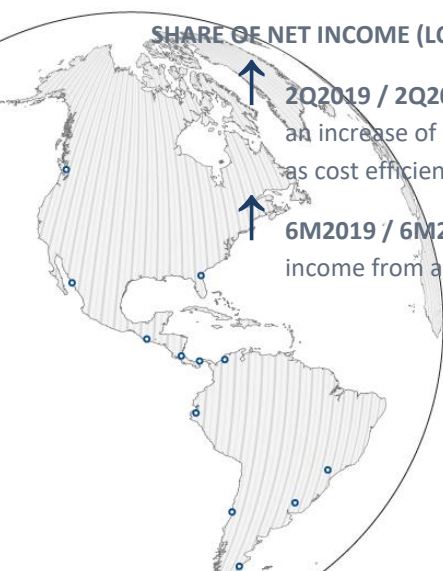 SHARE OF NET INCOME (LO
2Q2019 / 2Q20
an increase of
as cost efficien
6M2019 / 6M2
income from a